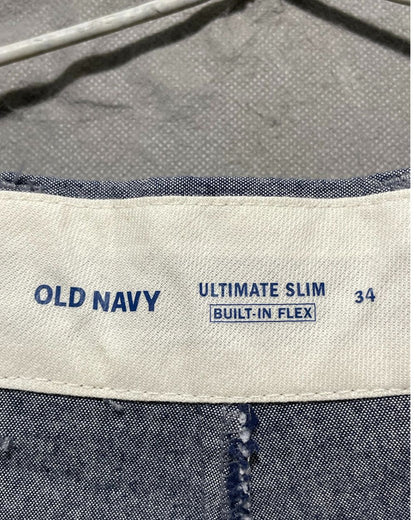 OLD NAVY
ULTIMATE SLIM
BUILT-IN FLEX
34